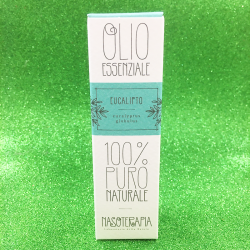 OLIO
ESSENZIALE
EUCALIPTO
eucalyptus
globulus
100%
PURO
NATURALE
NASOTERAPIA